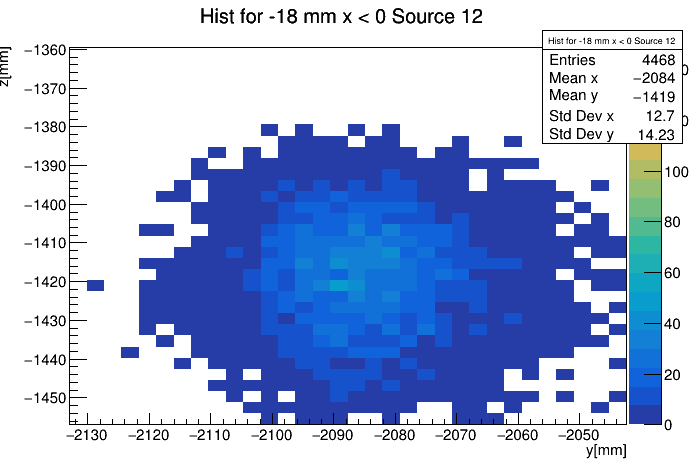 Hist for -18 mm x < 0 Source 12
Hist for -18 mm x < 0 Source 12
Entries 4468
Mean x −2084
Mean y −1419
Std Dev x 12.7
Std Dev y 14.23
z[mm]
−1360
−1370
−1380
−1390
−1400
−1410
−1420
−1430
−1440
−1450
0
0
100
80
60
40
20
0
−2130 −2120 −2110 −2100 −2090 −2080 −2070 −2060 −2050
y[mm]